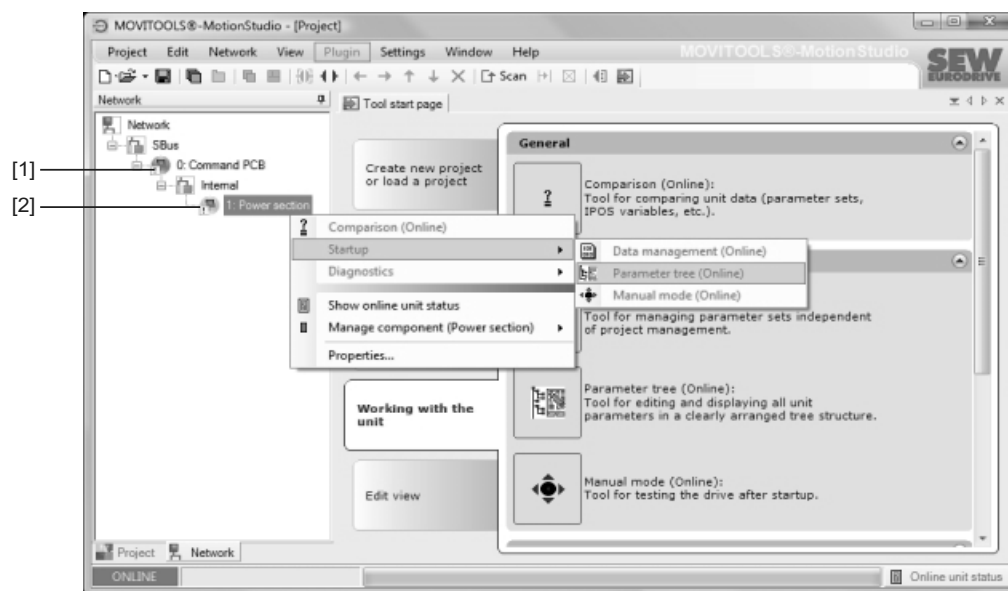 MOVITOOLS®-MotionStudio - [Project]
Project Edit Network View Plugin Settings Window Help
MOVITOOLS®-MotionStudio
SEW
EURODRIVE
Scan
Network
Tool start page
Network
SBus
[1]
0: Command PCB
Internal
[2]
1: Power section
Comparison (Online)
Startup
Diagnostics
Show online unit status
Manage component (Power section)
Properties...
Data management (Online)
Parameter tree (Online)
Manual mode (Online)
Create new project
or load a project
Working with the
unit
Edit view
General
Comparison (Online):
Tool for comparing unit data (parameter sets,
IPOS variables, etc.).
Tool for managing parameter sets independent
of project management.
Parameter tree (Online):
Tool for editing and displaying all unit
parameters in a clearly arranged tree structure.
Manual mode (Online):
Tool for testing the drive after startup.
Project Network
ONLINE
Online unit status